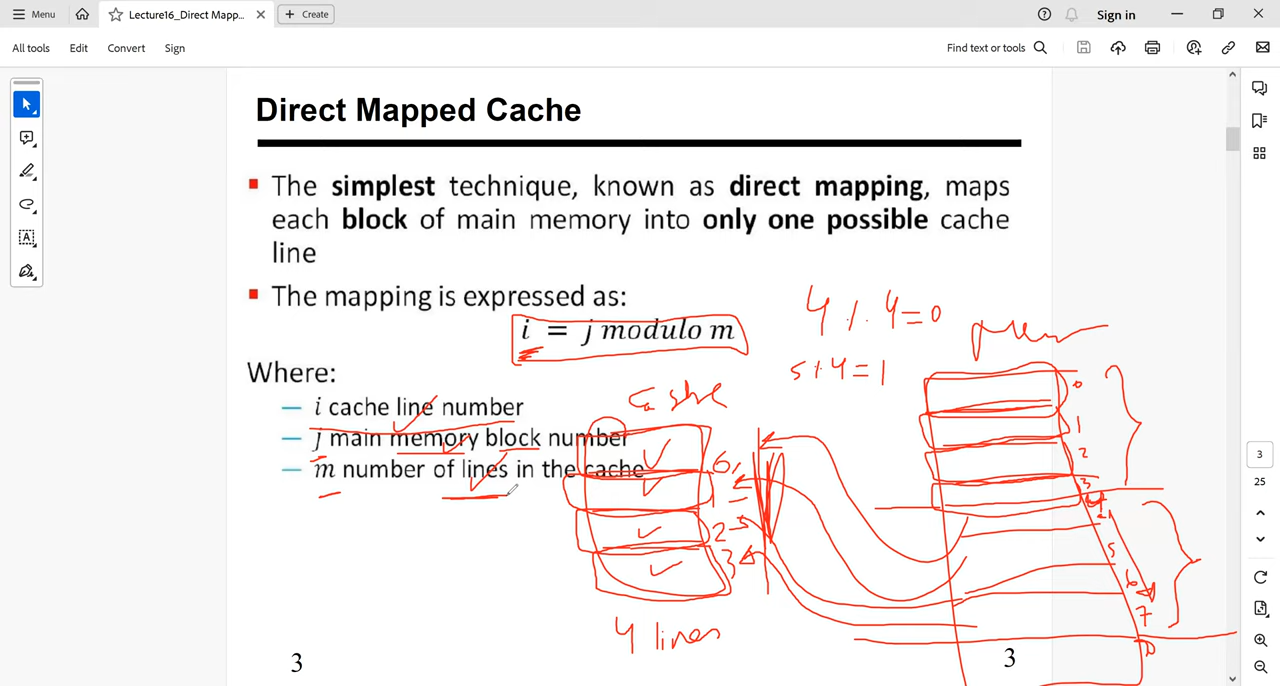 Menu
Lecture16_Direct Mapp...
Create
Sign in
All tools
Edit
Convert
Sign
Find text or tools
Direct Mapped Cache
The simplest technique, known as direct mapping, maps
each block of main memory into only one possible cache
line
The mapping is expressed as:
i = j modulo m
4 % 4 = 0
5 % 4 = 1
Where:
i cache line number
j main memory block number
m number of lines in the cache
0
1
2
3
4 lines
0
1
2
3
4
5
6
7
3
3
3
25